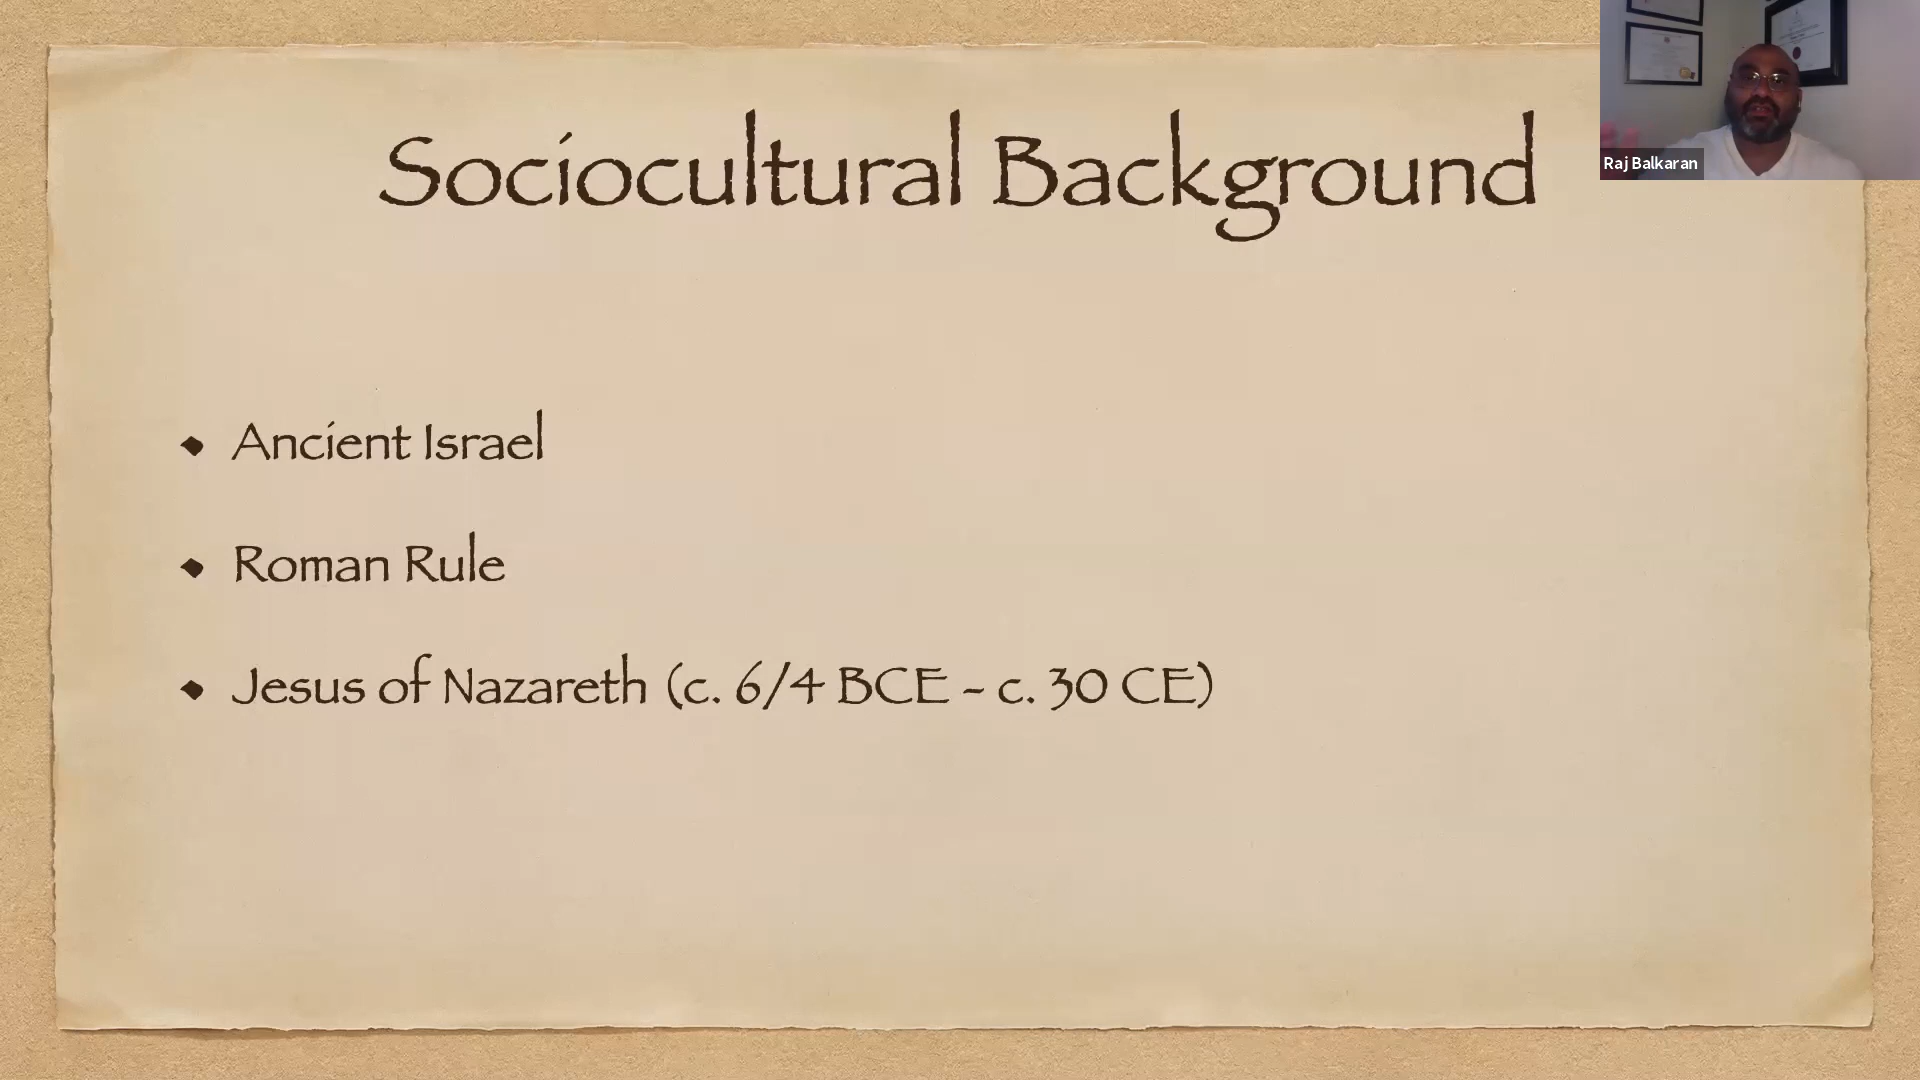 Sociocultural Background
Raj Balkaran
Ancient Israel
Roman Rule
Jesus of Nazareth (c. 6/4 BCE - c. 30 CE)